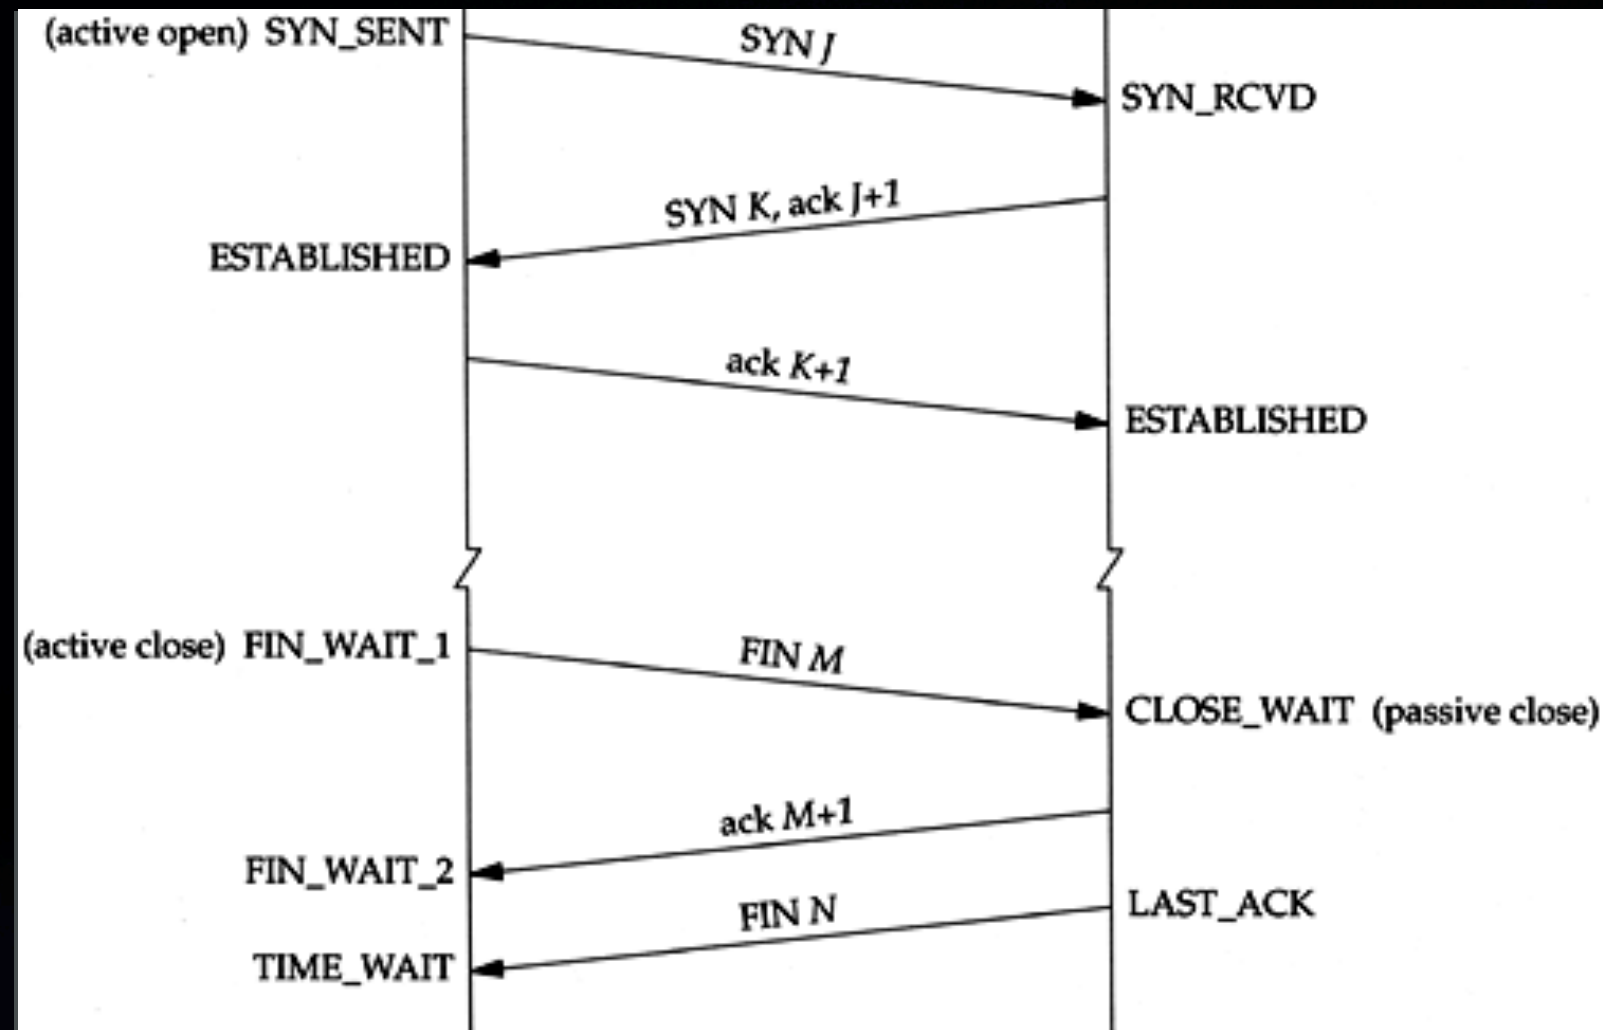 (active open) SYN_SENT
SYN J
SYN_RCVD
SYN K, ack J+1
ESTABLISHED
ack K+1
ESTABLISHED
(active close) FIN_WAIT_1
FIN M
CLOSE_WAIT (passive close)
ack M+1
FIN_WAIT_2
FIN N
LAST_ACK
TIME_WAIT